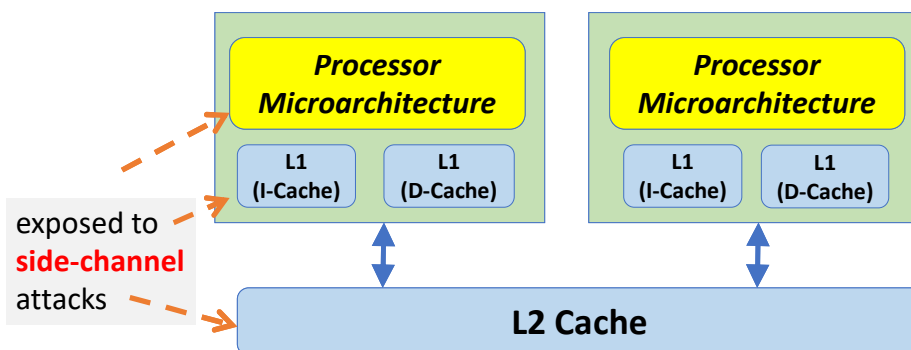 Processor
Microarchitecture
Processor
Microarchitecture
L1
(I-Cache)
L1
(D-Cache)
L1
(I-Cache)
L1
(D-Cache)
exposed to
side-channel
attacks
L2 Cache